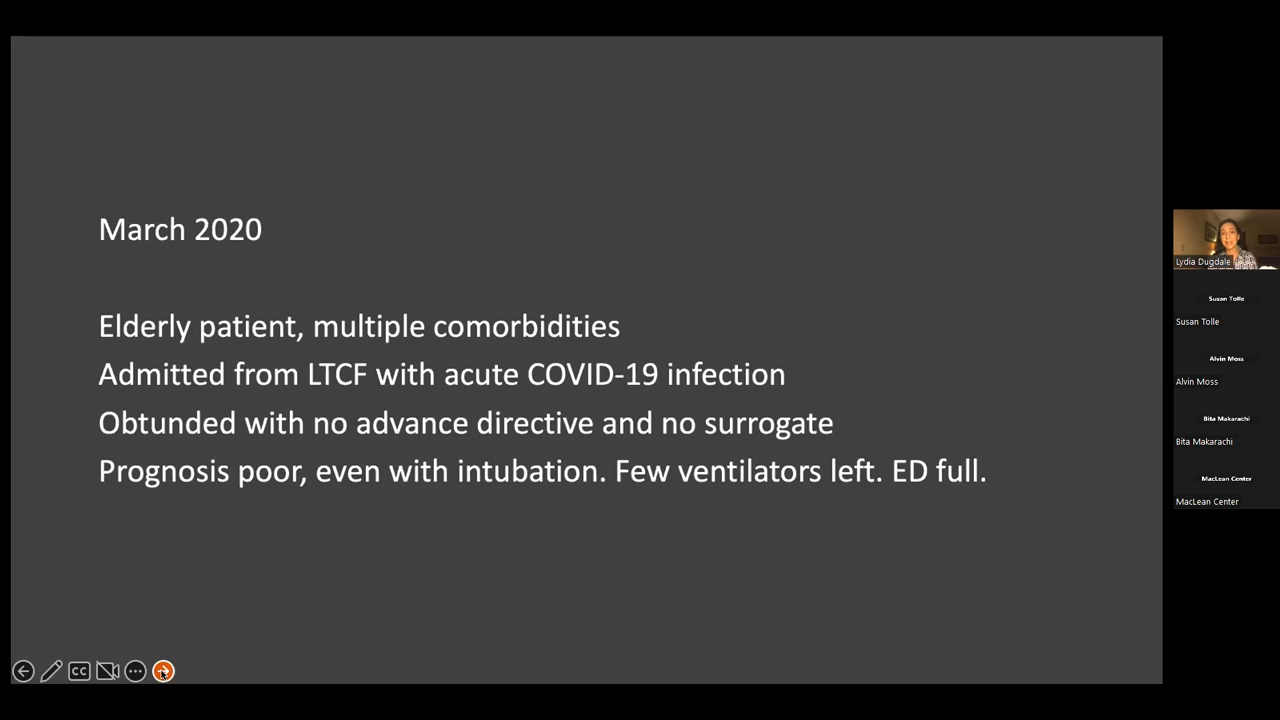 March 2020
Elderly patient, multiple comorbidities
Admitted from LTCF with acute COVID-19 infection
Obtunded with no advance directive and no surrogate
Prognosis poor, even with intubation. Few ventilators left. ED full.
Lydia Dugdale
Susan Tolle
Susan Tolle
Alvin Moss
Alvin Moss
Bita Makarachi
Bita Makarachi
MacLean Center
MacLean Center
CC